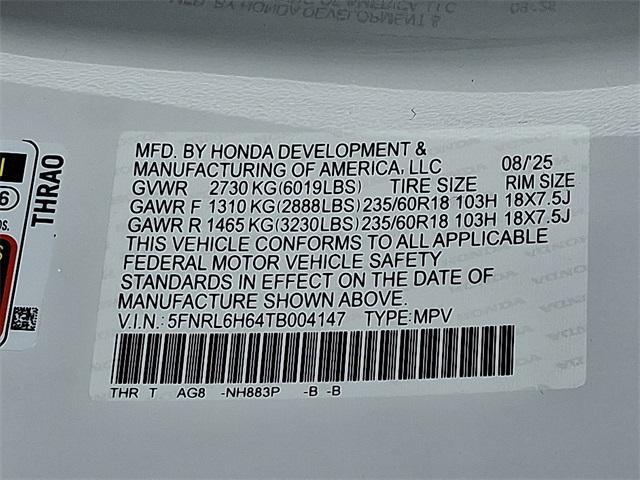 MFD. BY HONDA DEVELOPMENT &
MANUFACTURING OF AMERICA, LLC 08/'25
GVWR 2730 KG(6019LBS) TIRE SIZE RIM SIZE
GAWR F 1310 KG(2888LBS) 235/60R18 103H 18X7.5J
GAWR R 1465 KG(3230LBS) 235/60R18 103H 18X7.5J
THIS VEHICLE CONFORMS TO ALL APPLICABLE
FEDERAL MOTOR VEHICLE SAFETY
STANDARDS IN EFFECT ON THE DATE OF
MANUFACTURE SHOWN ABOVE.
V.I.N.: 5FNRL6H64TB004147 TYPE: MPV
THR T AG8 -NH883P -B -B
THRA0